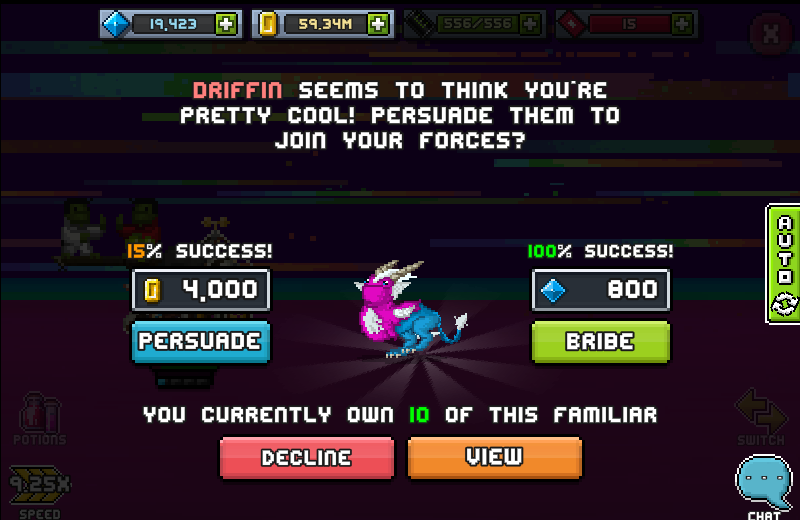 19,423
59.34M
556/556
15
X
DRIFFIN SEEMS TO THINK YOU'RE
PRETTY COOL! PERSUADE THEM TO
JOIN YOUR FORCES?
15% SUCCESS!
100% SUCCESS!
4,000
800
PERSUADE
BRIBE
AUTO
YOU CURRENTLY OWN 10 OF THIS FAMILIAR
DECLINE
VIEW
POTIONS
SWITCH
9.25X
SPEED
CHAT